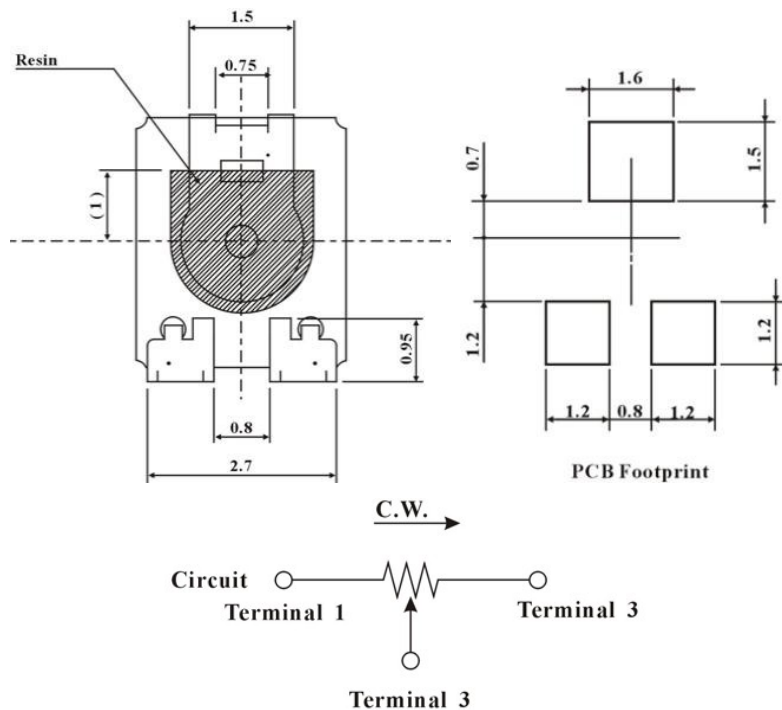 1.5
Resin
0.75
(1)
0.95
0.8
2.7
1.6
0.7
1.5
1.2
1.2
1.2 0.8 1.2
PCB Footprint
C.W.
Circuit
Terminal 1
Terminal 3
Terminal 3